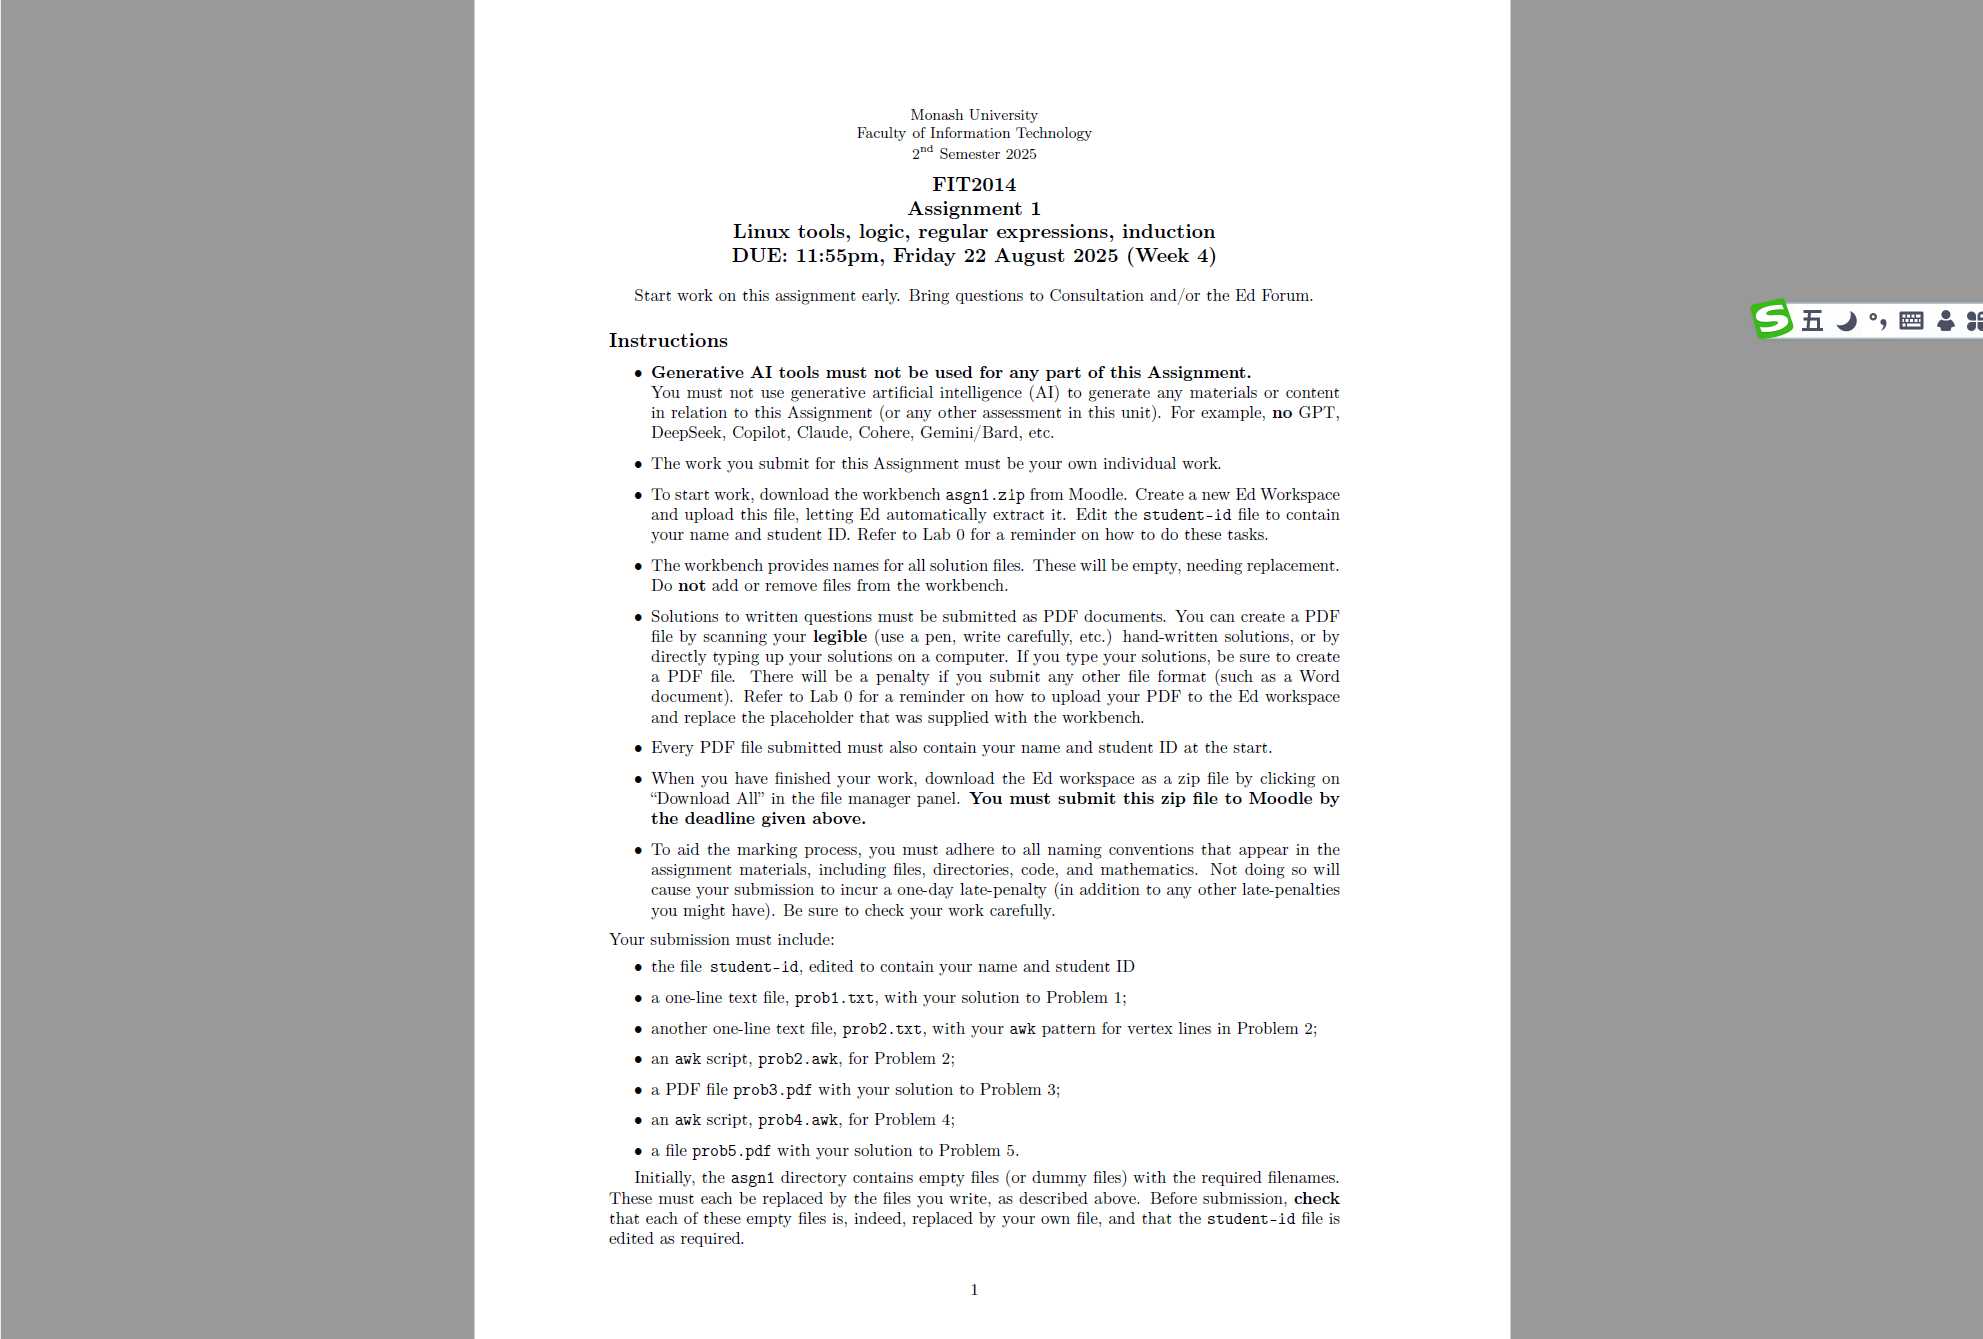 Monash University
Faculty of Information Technology
2nd Semester 2025
FIT2014
Assignment 1
Linux tools, logic, regular expressions, induction
DUE: 11:55pm, Friday 22 August 2025 (Week 4)
Start work on this assignment early. Bring questions to Consultation and/or the Ed Forum.
Instructions
• Generative AI tools must not be used for any part of this Assignment.
You must not use generative artificial intelligence (AI) to generate any materials or content
in relation to this Assignment (or any other assessment in this unit). For example, no GPT,
DeepSeek, Copilot, Claude, Cohere, Gemini/Bard, etc.
• The work you submit for this Assignment must be your own individual work.
• To start work, download the workbench asgn1.zip from Moodle. Create a new Ed Workspace
and upload this file, letting Ed automatically extract it. Edit the student-id file to contain
your name and student ID. Refer to Lab 0 for a reminder on how to do these tasks.
• The workbench provides names for all solution files. These will be empty, needing replacement.
Do not add or remove files from the workbench.
• Solutions to written questions must be submitted as PDF documents. You can create a PDF
file by scanning your legible (use a pen, write carefully, etc.) hand-written solutions, or by
directly typing up your solutions on a computer. If you type your solutions, be sure to create
a PDF file. There will be a penalty if you submit any other file format (such as a Word
document). Refer to Lab 0 for a reminder on how to upload your PDF to the Ed workspace
and replace the placeholder that was supplied with the workbench.
• Every PDF file submitted must also contain your name and student ID at the start.
• When you have finished your work, download the Ed workspace as a zip file by clicking on
“Download All” in the file manager panel. You must submit this zip file to Moodle by
the deadline given above.
• To aid the marking process, you must adhere to all naming conventions that appear in the
assignment materials, including files, directories, code, and mathematics. Not doing so will
cause your submission to incur a one-day late-penalty (in addition to any other late-penalties
you might have). Be sure to check your work carefully.
Your submission must include:
• the file student-id, edited to contain your name and student ID
• a one-line text file, prob1.txt, with your solution to Problem 1;
• another one-line text file, prob2.txt, with your awk pattern for vertex lines in Problem 2;
• an awk script, prob2.awk, for Problem 2;
• a PDF file prob3.pdf with your solution to Problem 3;
• an awk script, prob4.awk, for Problem 4;
• a file prob5.pdf with your solution to Problem 5.
Initially, the asgn1 directory contains empty files (or dummy files) with the required filenames.
These must each be replaced by the files you write, as described above. Before submission, check
that each of these empty files is, indeed, replaced by your own file, and that the student-id file is
edited as required.
1
五